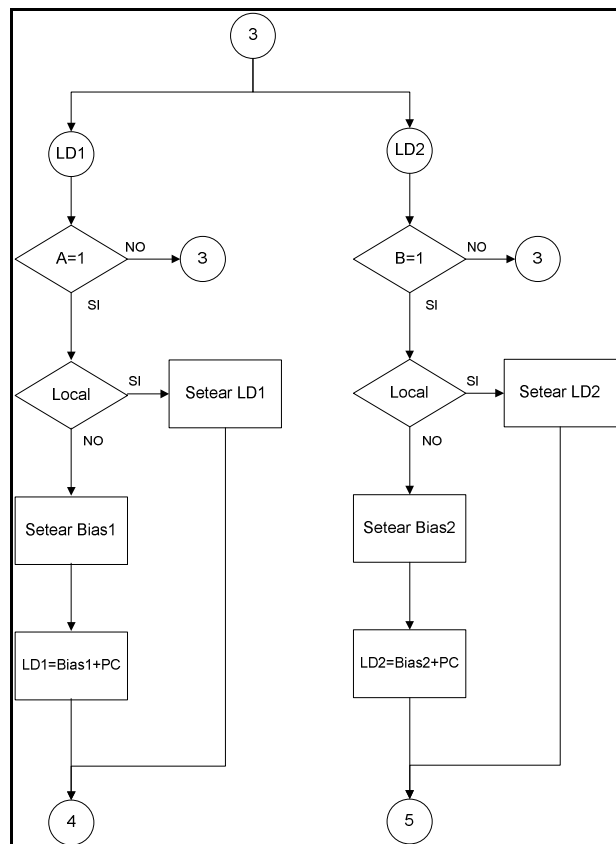 3
LD1
A=1
NO
3
SI
Local
SI
Setear LD1
NO
Setear Bias1
LD1=Bias1+PC
4
LD2
B=1
NO
3
SI
Local
SI
Setear LD2
NO
Setear Bias2
LD2=Bias2+PC
5